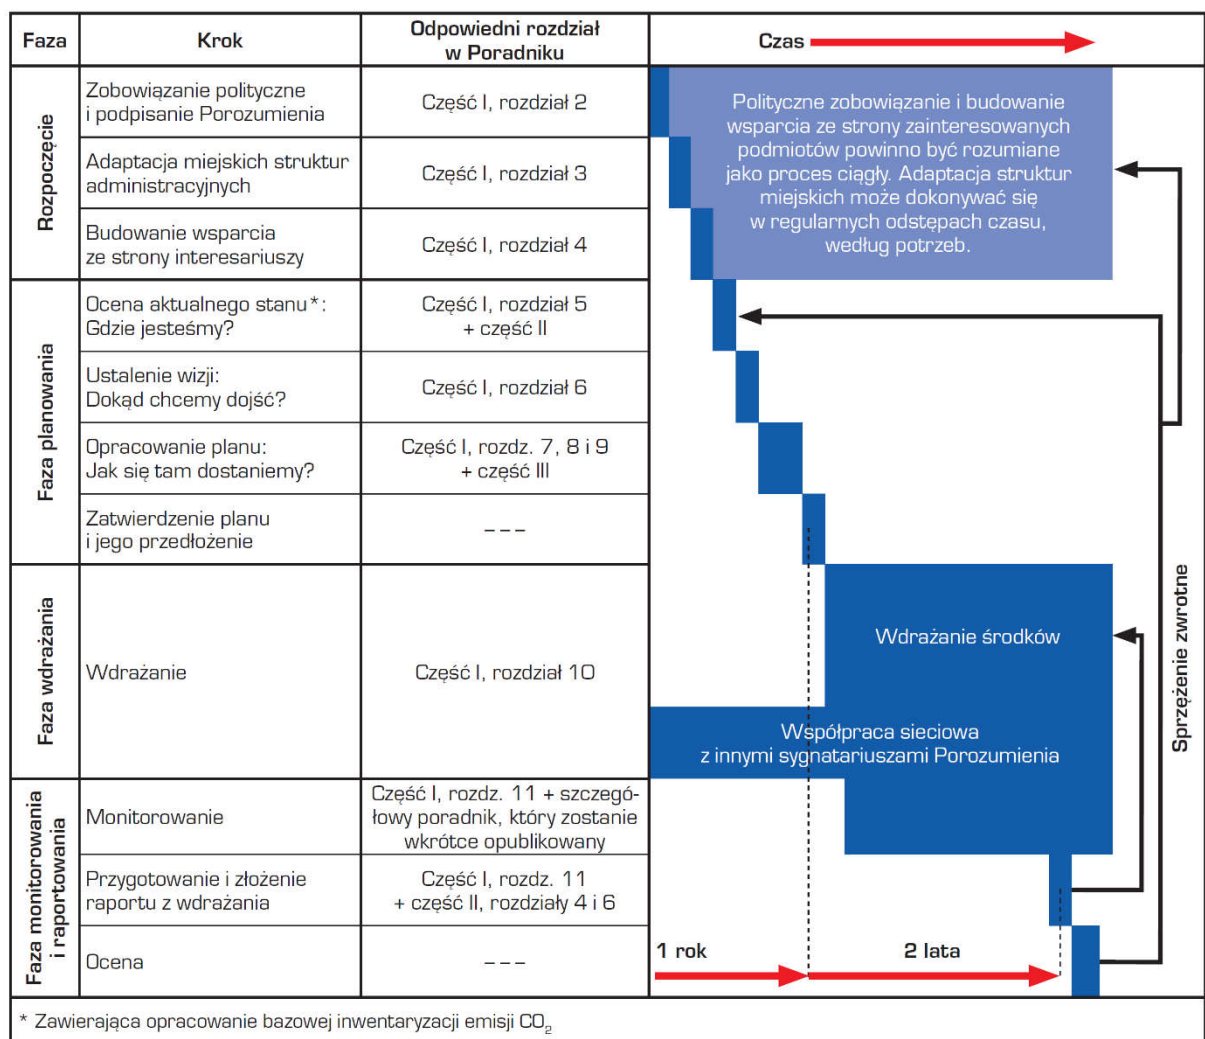 Faza
Krok
Odpowiedni rozdział
w Poradniku
Czas
Rozpoczęcie
Zobowiązanie polityczne
i podpisanie Porozumienia
Część I, rozdział 2
Adaptacja miejskich struktur
administracyjnych
Część I, rozdział 3
Budowanie wsparcia
ze strony interesariuszy
Część I, rozdział 4
Polityczne zobowiązanie i budowanie
wsparcia ze strony zainteresowanych
podmiotów powinno być rozumiane
jako proces ciągły. Adaptacja struktur
miejskich może dokonywać się
w regularnych odstępach czasu,
według potrzeb.
Faza planowania
Ocena aktualnego stanu*:
Gdzie jesteśmy?
Część I, rozdział 5
+ część II
Ustalenie wizji:
Dokąd chcemy dojść?
Część I, rozdział 6
Opracowanie planu:
Jak się tam dostaniemy?
Część I, rozdz. 7, 8 i 9
+ część III
Zatwierdzenie planu
i jego przedłożenie
– – –
Faza wdrażania
Wdrażanie
Część I, rozdział 10
Wdrażanie środków
Współpraca sieciowa
z innymi sygnatariuszami Porozumienia
Sprzężenie zwrotne
Faza monitorowania
i raportowania
Monitorowanie
Część I, rozdz. 11 + szczegó-
łowy poradnik, który zostanie
wkrótce opublikowany
Przygotowanie i złożenie
raportu z wdrażania
Część I, rozdz. 11
+ część II, rozdziały 4 i 6
Ocena
– – –
1 rok
2 lata
* Zawierająca opracowanie bazowej inwentaryzacji emisji CO₂